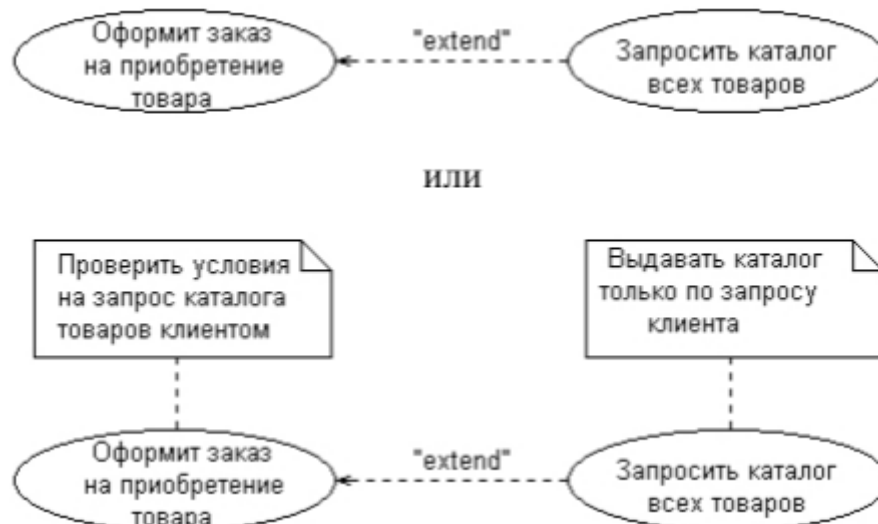 Оформит заказ
на приобретение
товара
"extend"
Запросить каталог
всех товаров
или
Проверить условия
на запрос каталога
товаров клиентом
Выдавать каталог
только по запросу
клиента
Оформит заказ
на приобретение
товара
"extend"
Запросить каталог
всех товаров